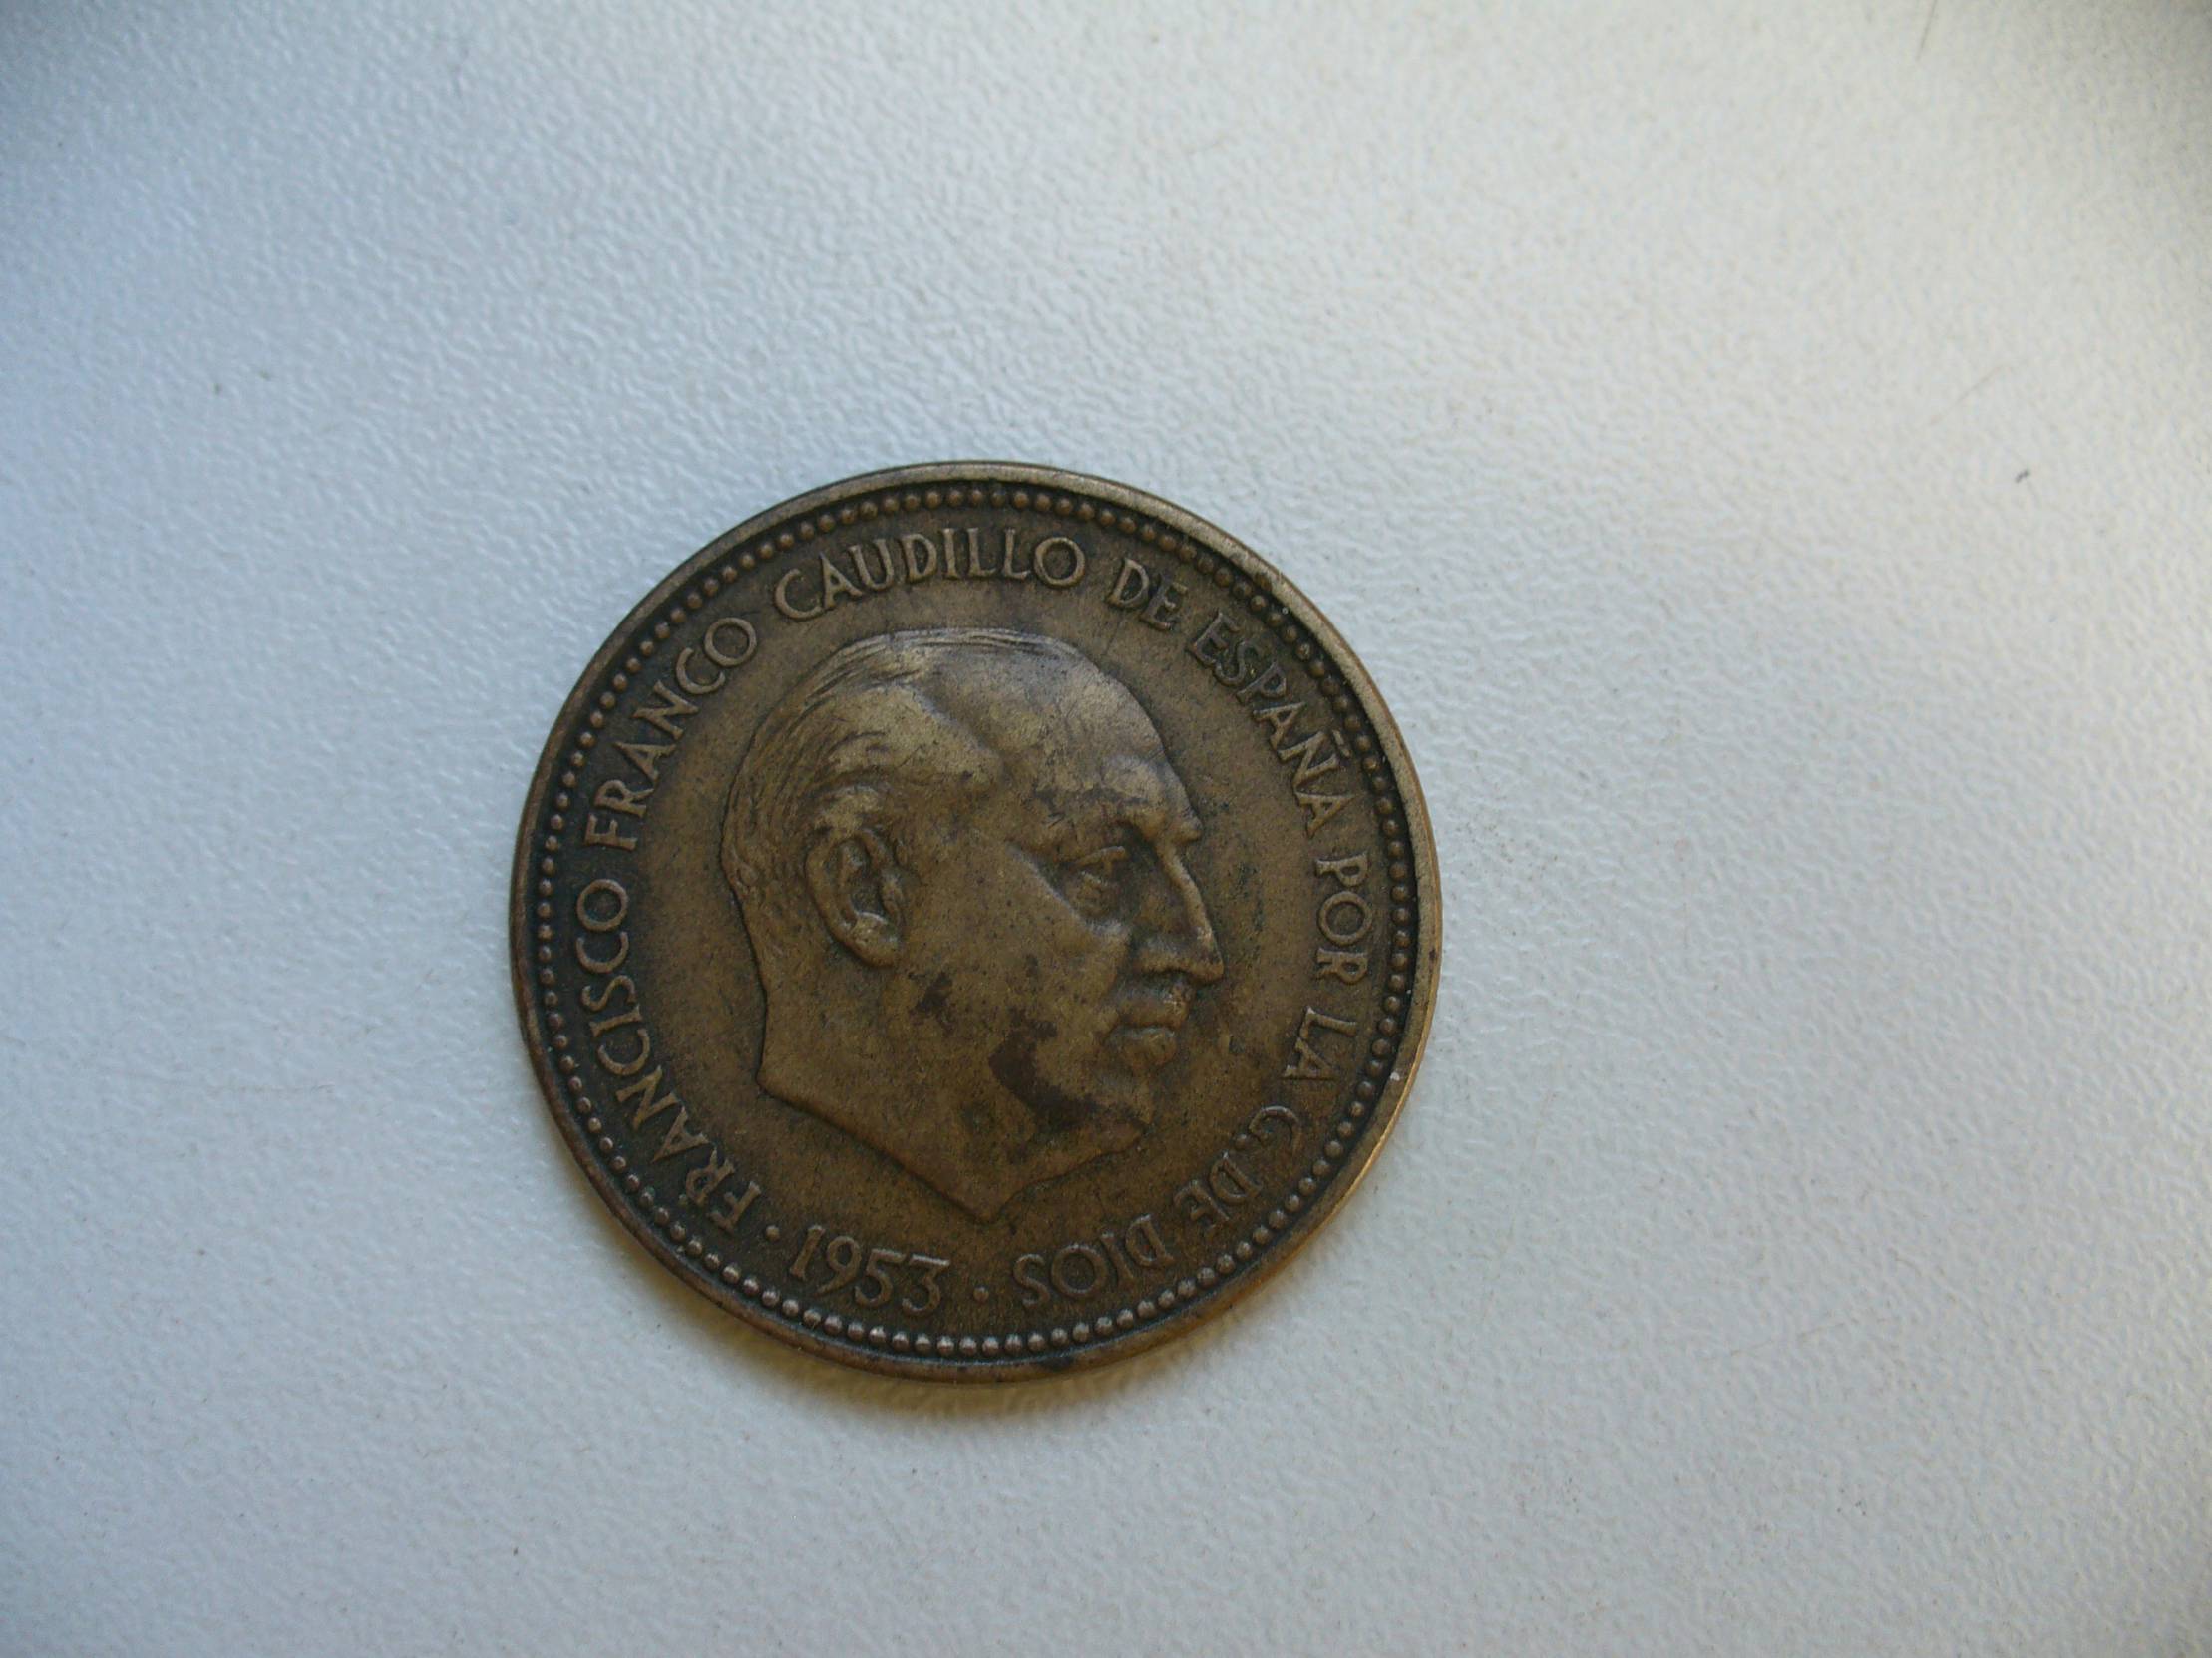 · FRANCISCO FRANCO CAUDILLO DE ESPAÑA POR LA G. DE DIOS ·
1953